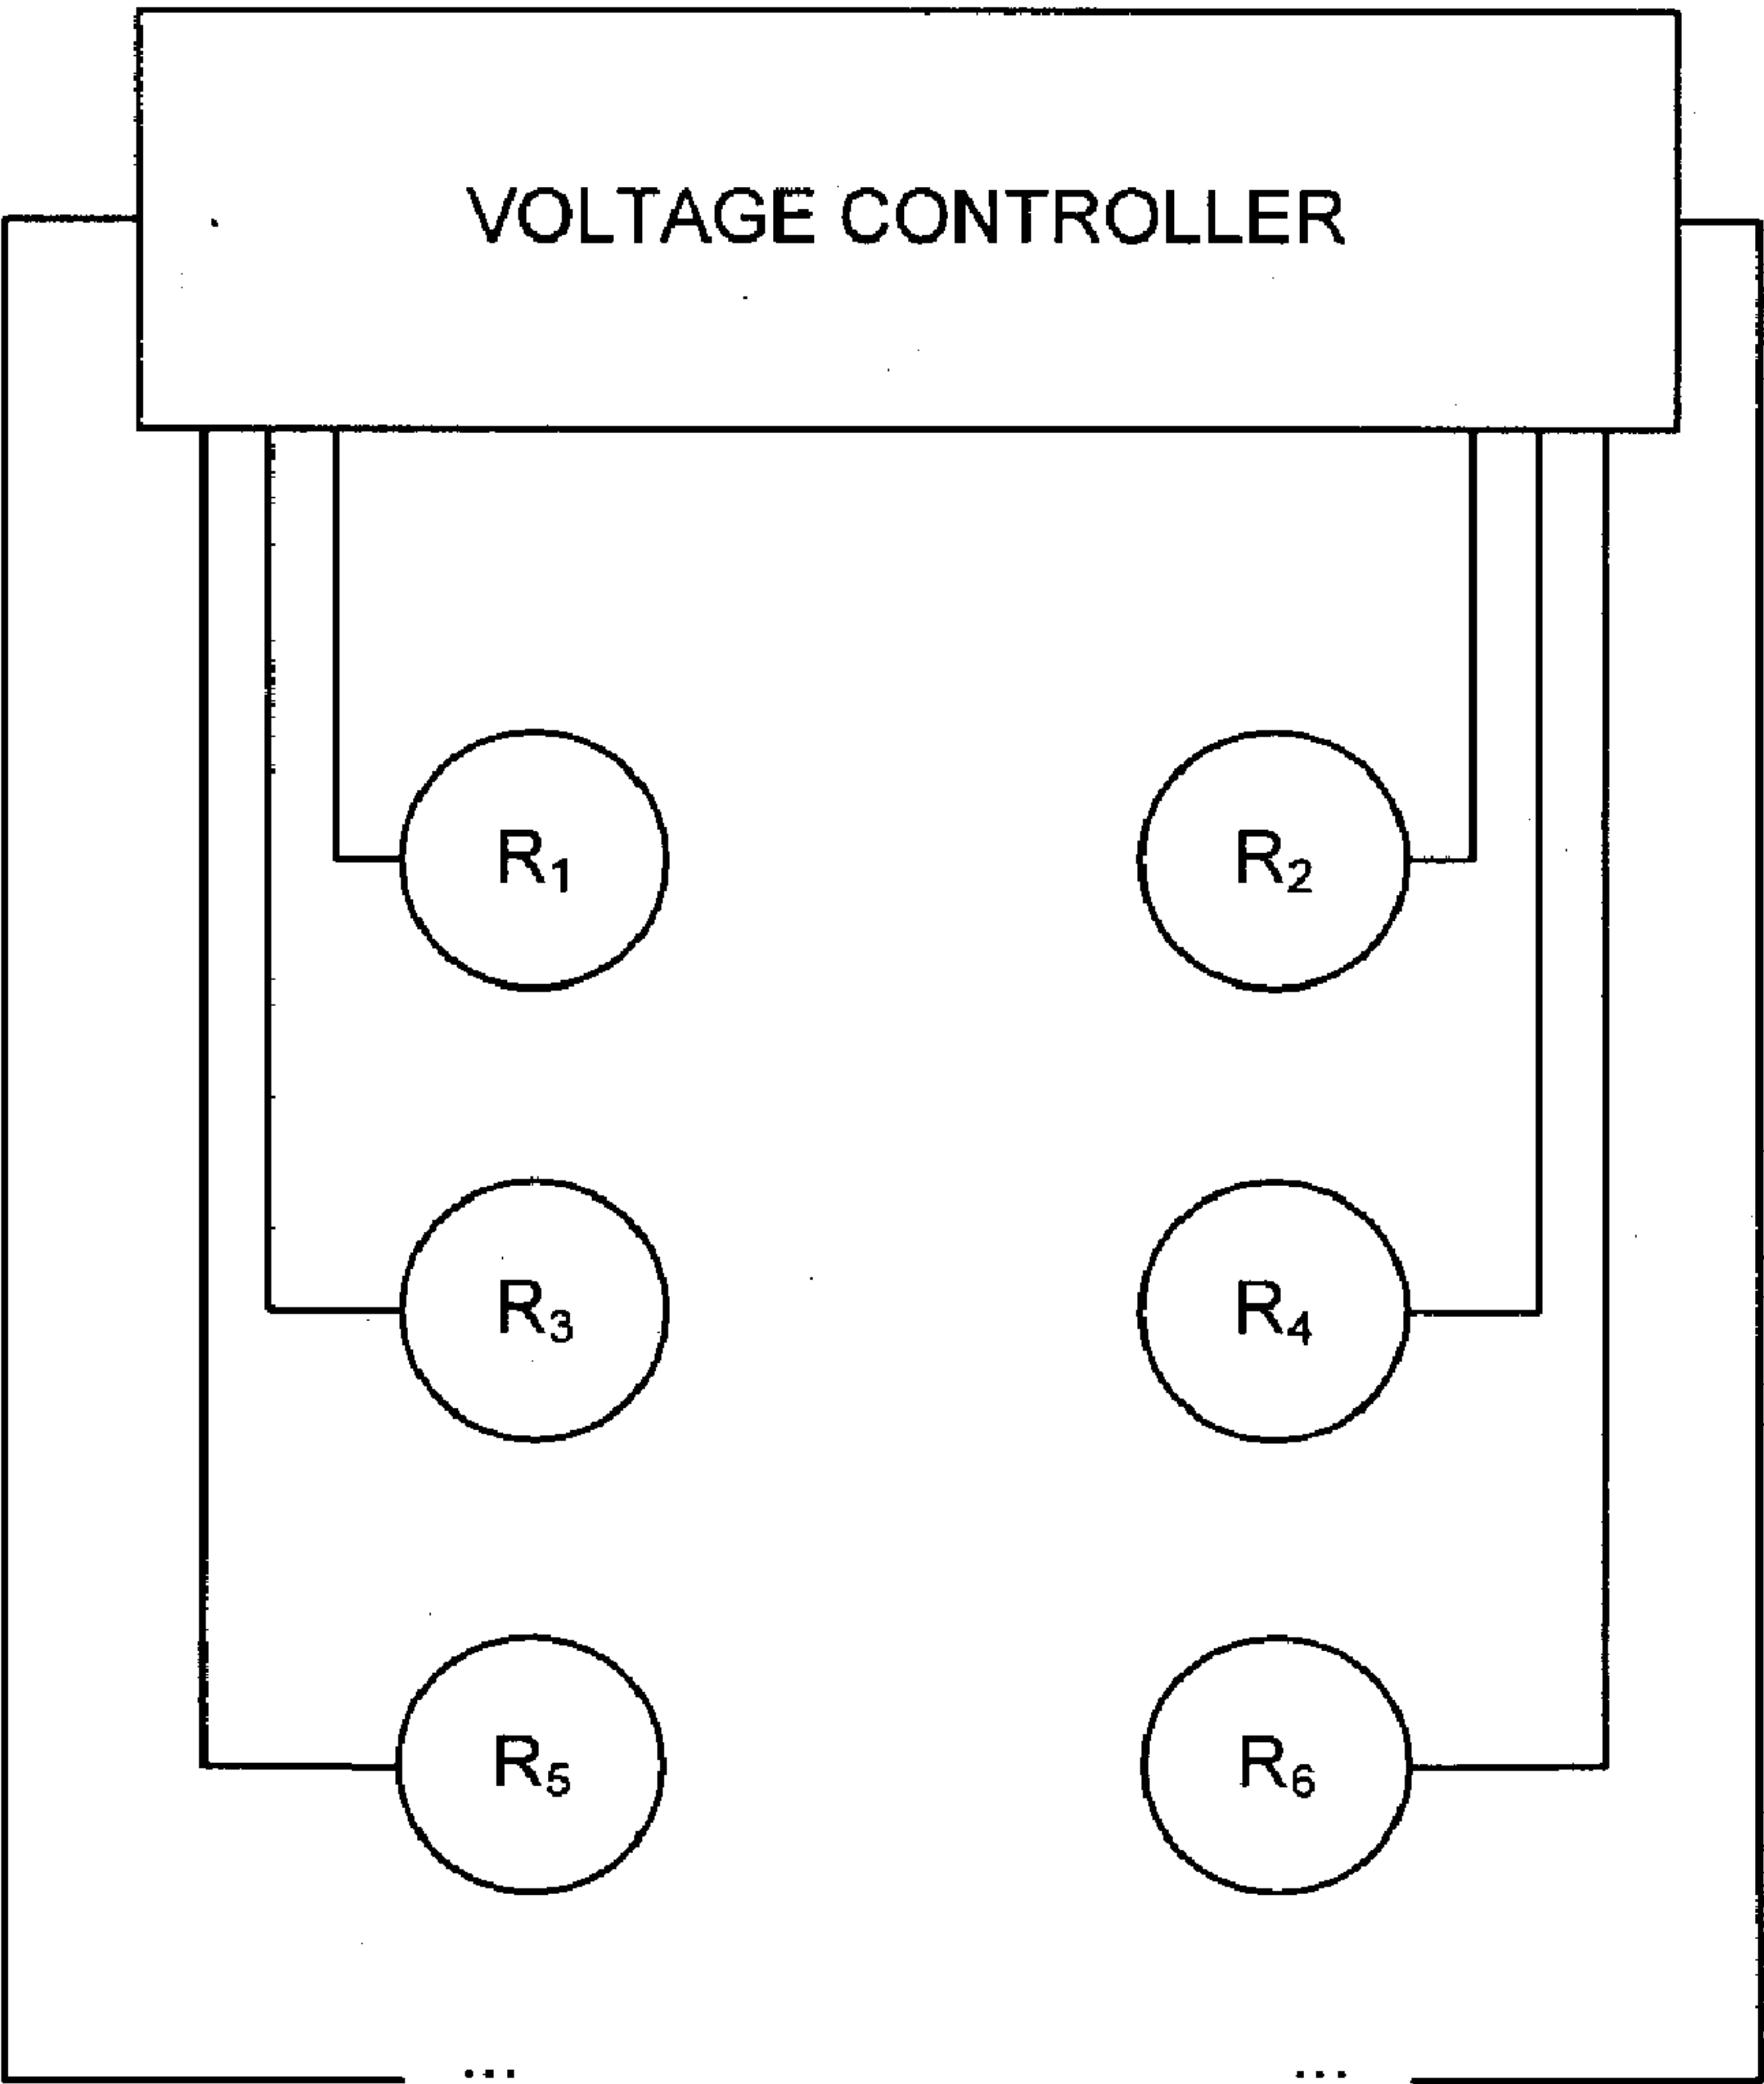 VOLTAGE CONTROLLER
R₁ R₂
R₃ R₄
R₅ R₆
... ...